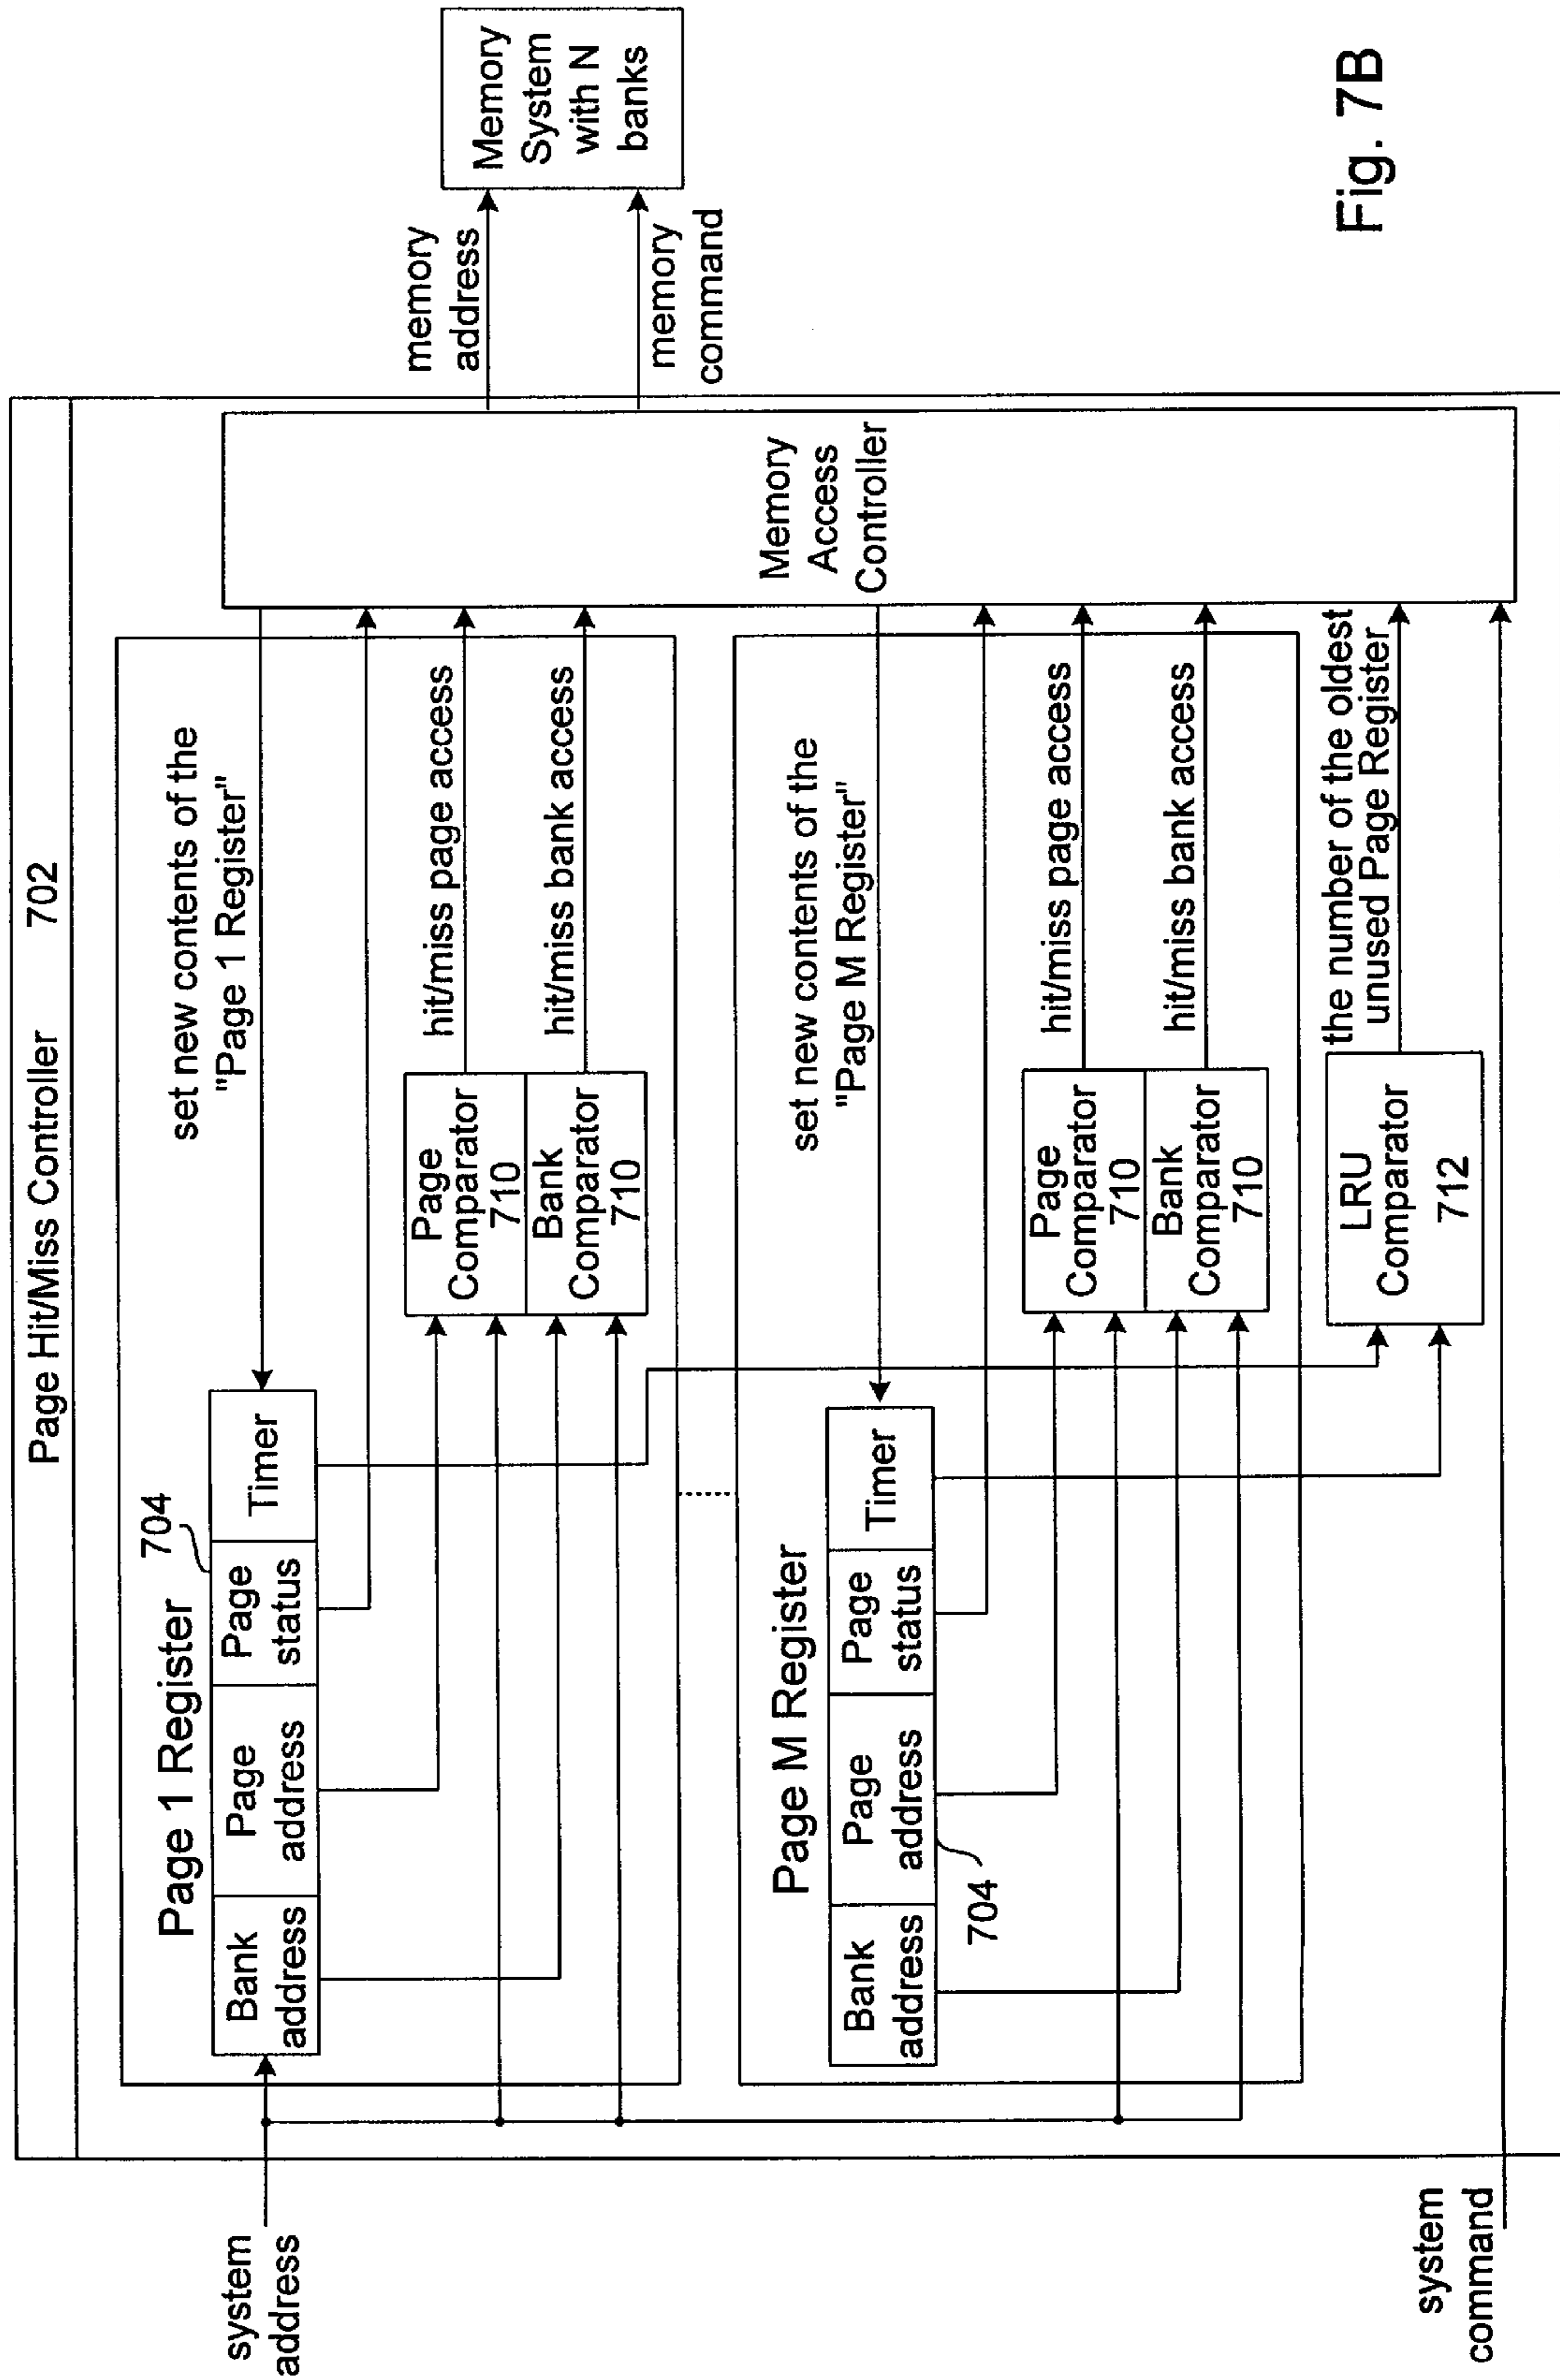 Page Hit/Miss Controller 702
system
address
Page 1 Register
704
Bank
address
Page
address
Page
status
Timer
set new contents of the
"Page 1 Register"
Page
Comparator
710
Bank
Comparator
710
hit/miss page access
hit/miss bank access
Page M Register
Bank
address
Page
address
Page
status
Timer
704
set new contents of the
"Page M Register"
Page
Comparator
710
Bank
Comparator
710
hit/miss page access
hit/miss bank access
LRU
Comparator
712
the number of the oldest
unused Page Register
system
command
Memory
Access
Controller
memory
address
memory
command
Memory
System
with N
banks
Fig. 7B